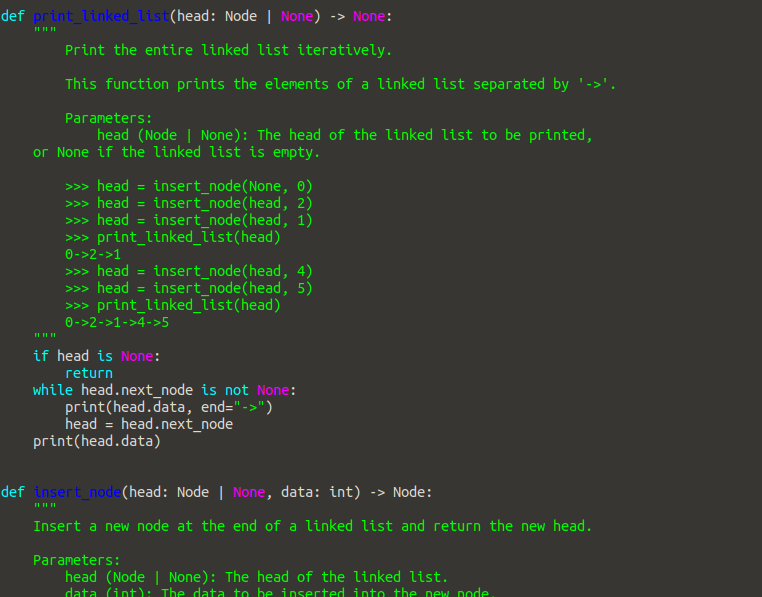 def print_linked_list(head: Node | None) -> None:
    """
        Print the entire linked list iteratively.

        This function prints the elements of a linked list separated by '->'.

        Parameters:
            head (Node | None): The head of the linked list to be printed,
    or None if the linked list is empty.

        >>> head = insert_node(None, 0)
        >>> head = insert_node(head, 2)
        >>> head = insert_node(head, 1)
        >>> print_linked_list(head)
        0->2->1
        >>> head = insert_node(head, 4)
        >>> head = insert_node(head, 5)
        >>> print_linked_list(head)
        0->2->1->4->5
    """
    if head is None:
        return
    while head.next_node is not None:
        print(head.data, end="->")
        head = head.next_node
    print(head.data)


def insert_node(head: Node | None, data: int) -> Node:
    """
    Insert a new node at the end of a linked list and return the new head.

    Parameters:
        head (Node | None): The head of the linked list.
        data (int): The data to be inserted into the new node.